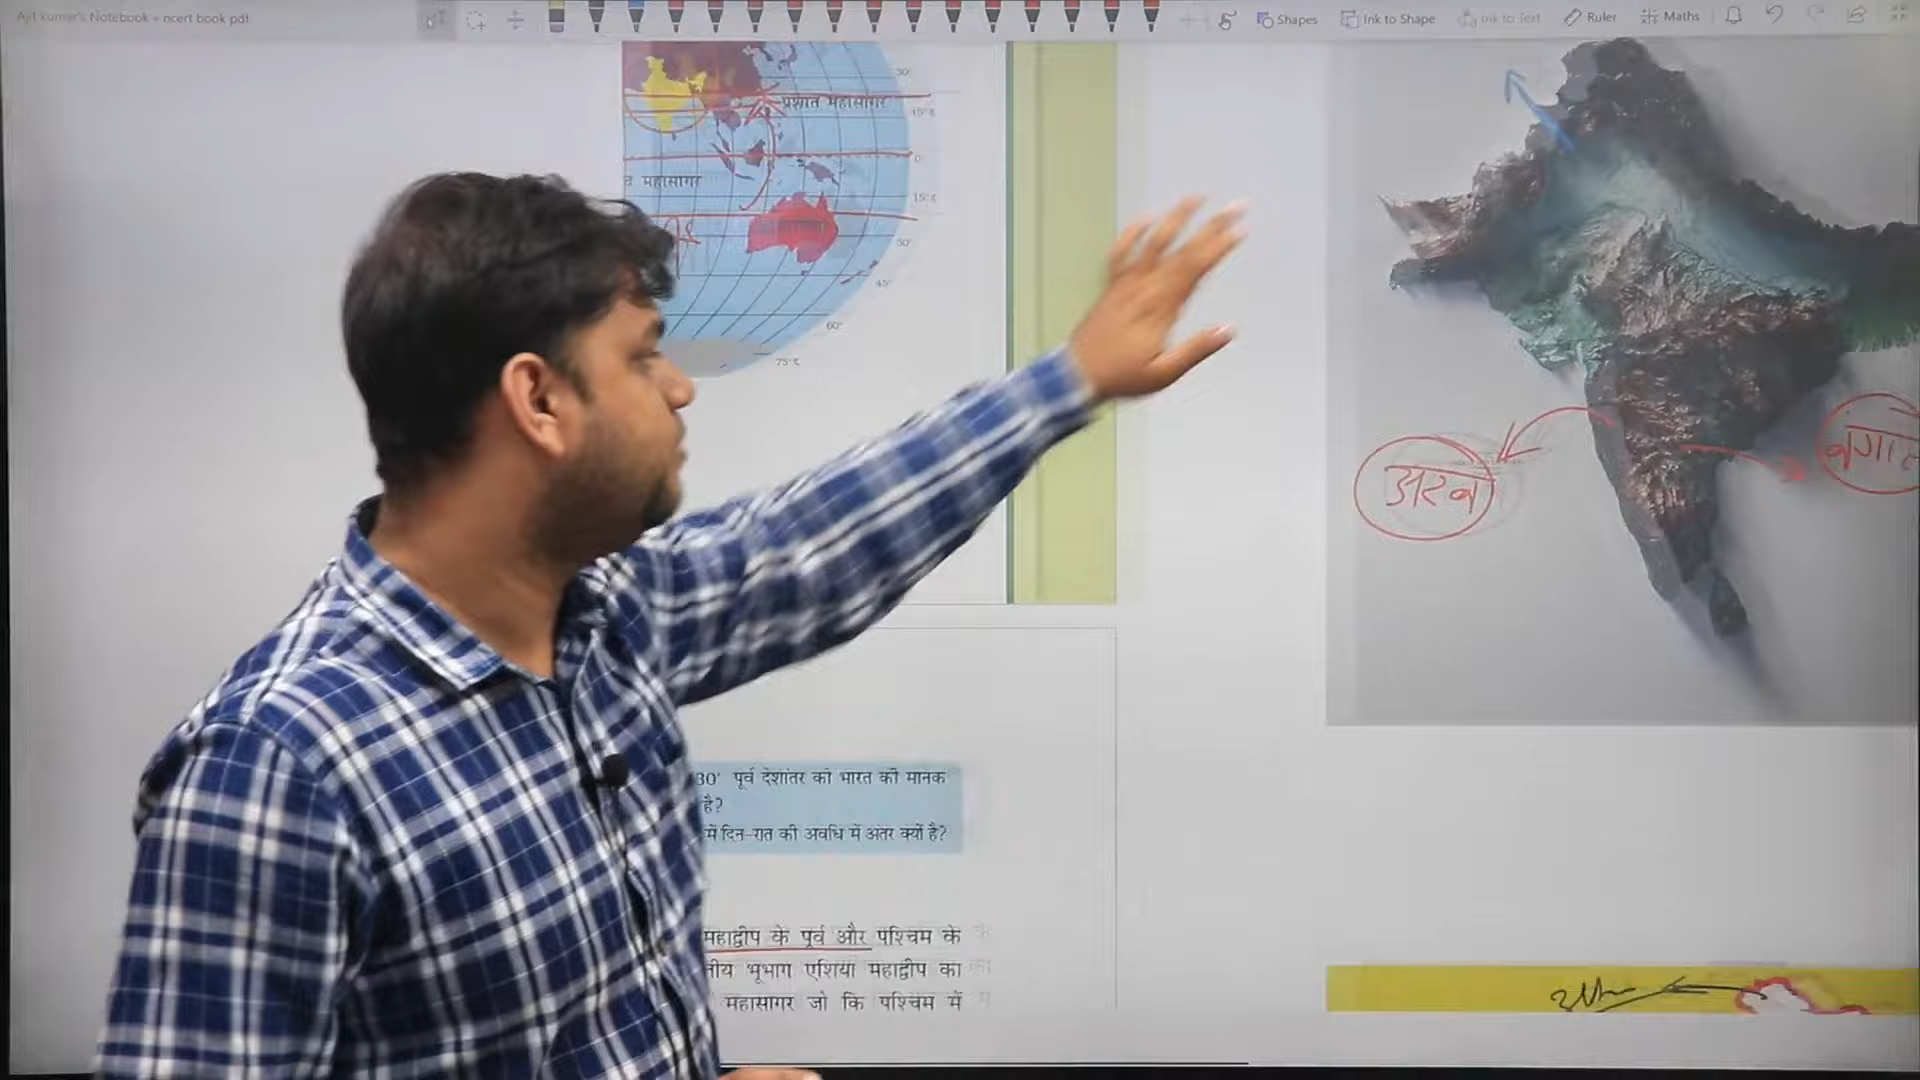 Ajit kumar's Notebook » ncert book pdf
Shapes
Ink to Shape
Ink to Text
Ruler
Maths
30°
प्रशांत महासागर
15°उ
0°
द महासागर
15°द
30°
45°
60°
75°द
अरब
30' पूर्व देशांतर को भारत की मानक
है?
में दिन-रात की अवधि में अंतर क्यों है?
महाद्वीप के पूर्व और पश्चिम के
तीय भूभाग एशिया महाद्वीप का
महासागर जो कि पश्चिम में